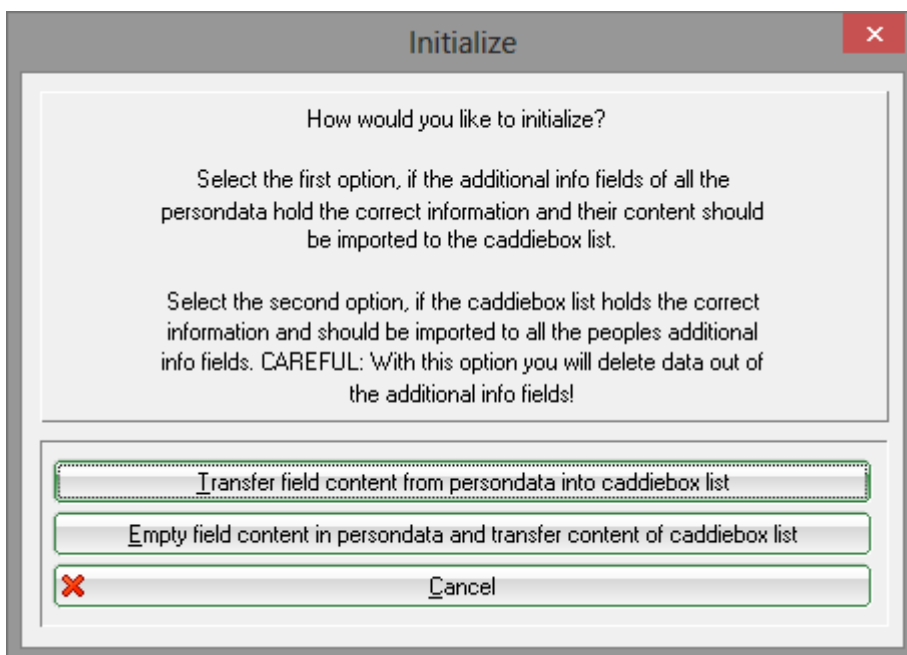 Initialize
How would you like to initialize?
Select the first option, if the additional info fields of all the
persondata hold the correct information and their content should
be imported to the caddiebox list.
Select the second option, if the caddiebox list holds the correct
information and should be imported to all the peoples additional
info fields. CAREFUL: With this option you will delete data out of
the additional info fields!
Transfer field content from persondata into caddiebox list
Empty field content in persondata and transfer content of caddiebox list
Cancel